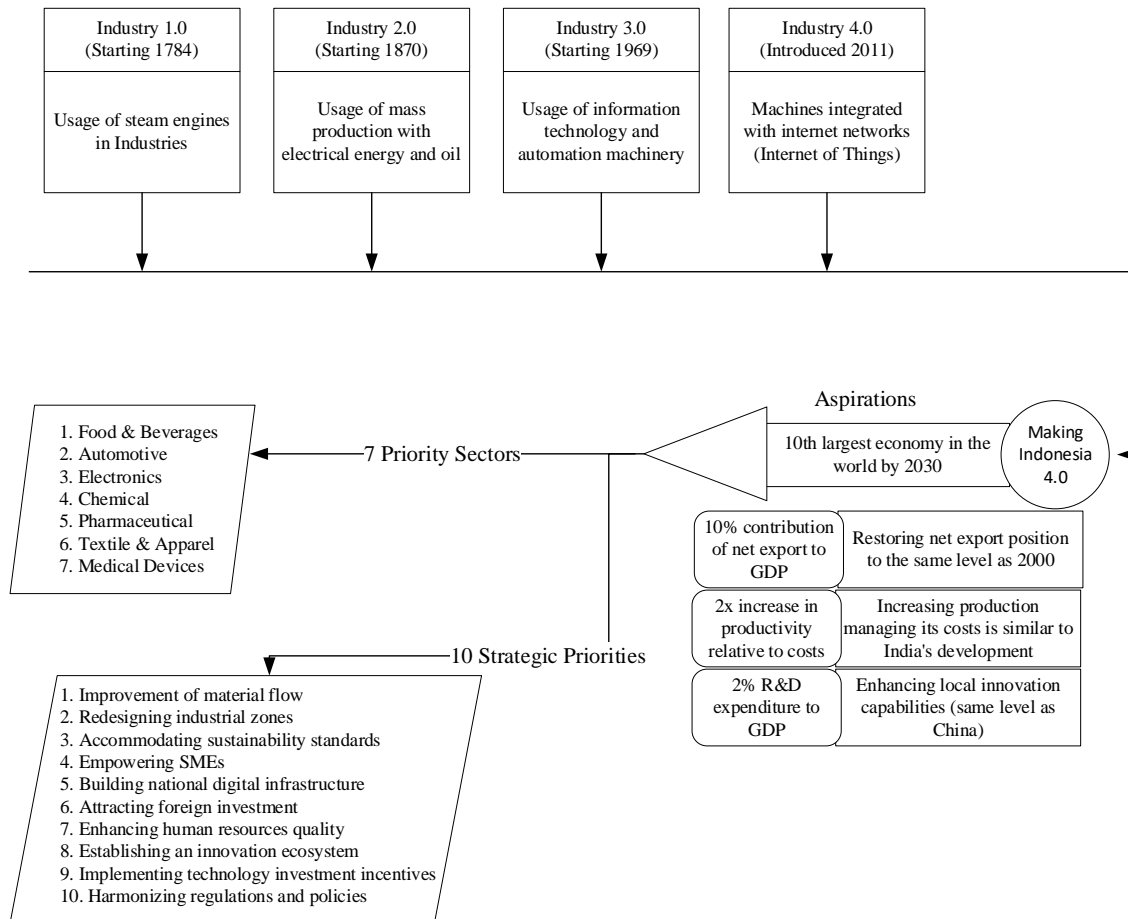 Industry 1.0
(Starting 1784)
Usage of steam engines
in Industries
Industry 2.0
(Starting 1870)
Usage of mass
production with
electrical energy and oil
Industry 3.0
(Starting 1969)
Usage of information
technology and
automation machinery
Industry 4.0
(Introduced 2011)
Machines integrated
with internet networks
(Internet of Things)
Aspirations
Making
Indonesia
4.0
10th largest economy in the
world by 2030
10% contribution
of net export to
GDP
Restoring net export position
to the same level as 2000
2x increase in
productivity
relative to costs
Increasing production
managing its costs is similar to
India's development
2% R&D
expenditure to
GDP
Enhancing local innovation
capabilities (same level as
China)
7 Priority Sectors
1. Food & Beverages
2. Automotive
3. Electronics
4. Chemical
5. Pharmaceutical
6. Textile & Apparel
7. Medical Devices
10 Strategic Priorities
1. Improvement of material flow
2. Redesigning industrial zones
3. Accommodating sustainability standards
4. Empowering SMEs
5. Building national digital infrastructure
6. Attracting foreign investment
7. Enhancing human resources quality
8. Establishing an innovation ecosystem
9. Implementing technology investment incentives
10. Harmonizing regulations and policies